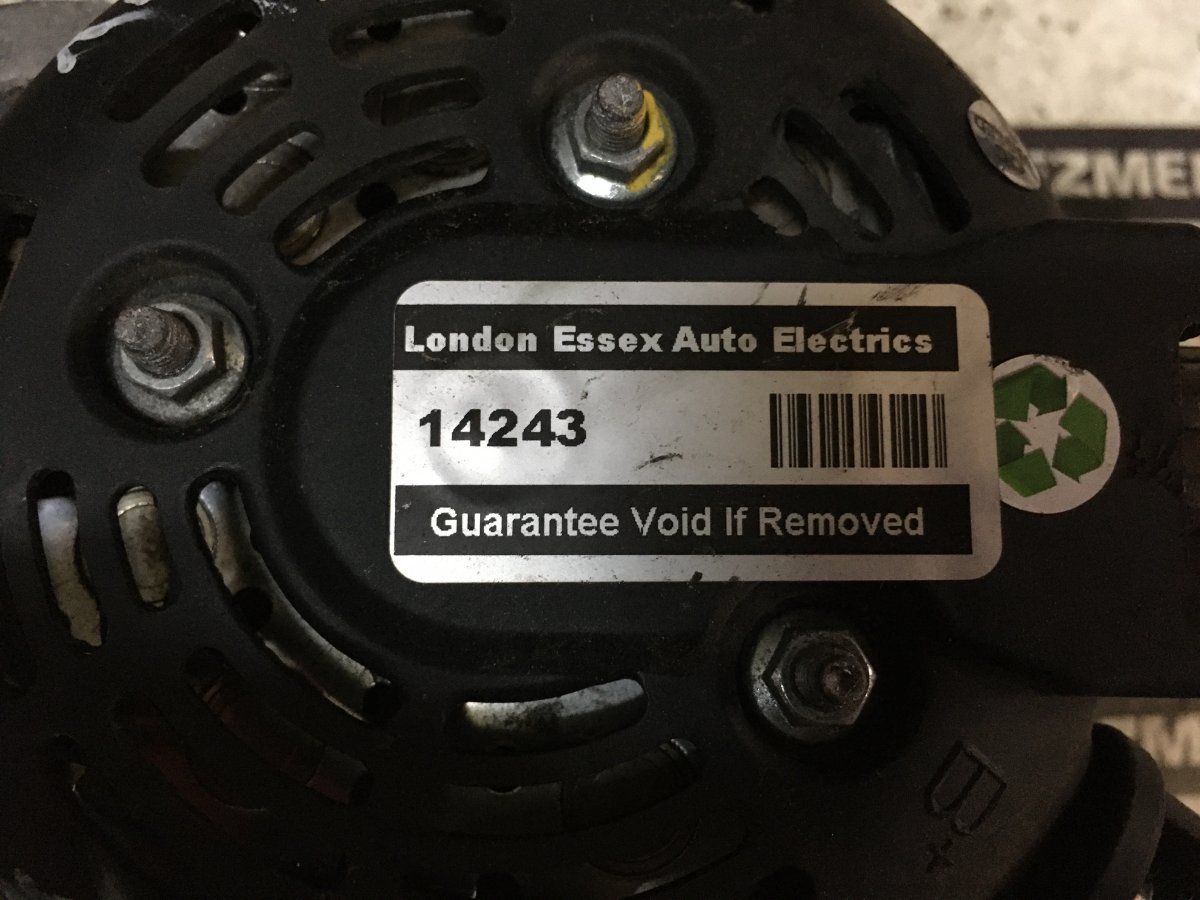 London Essex Auto Electrics
14243
Guarantee Void If Removed
B+